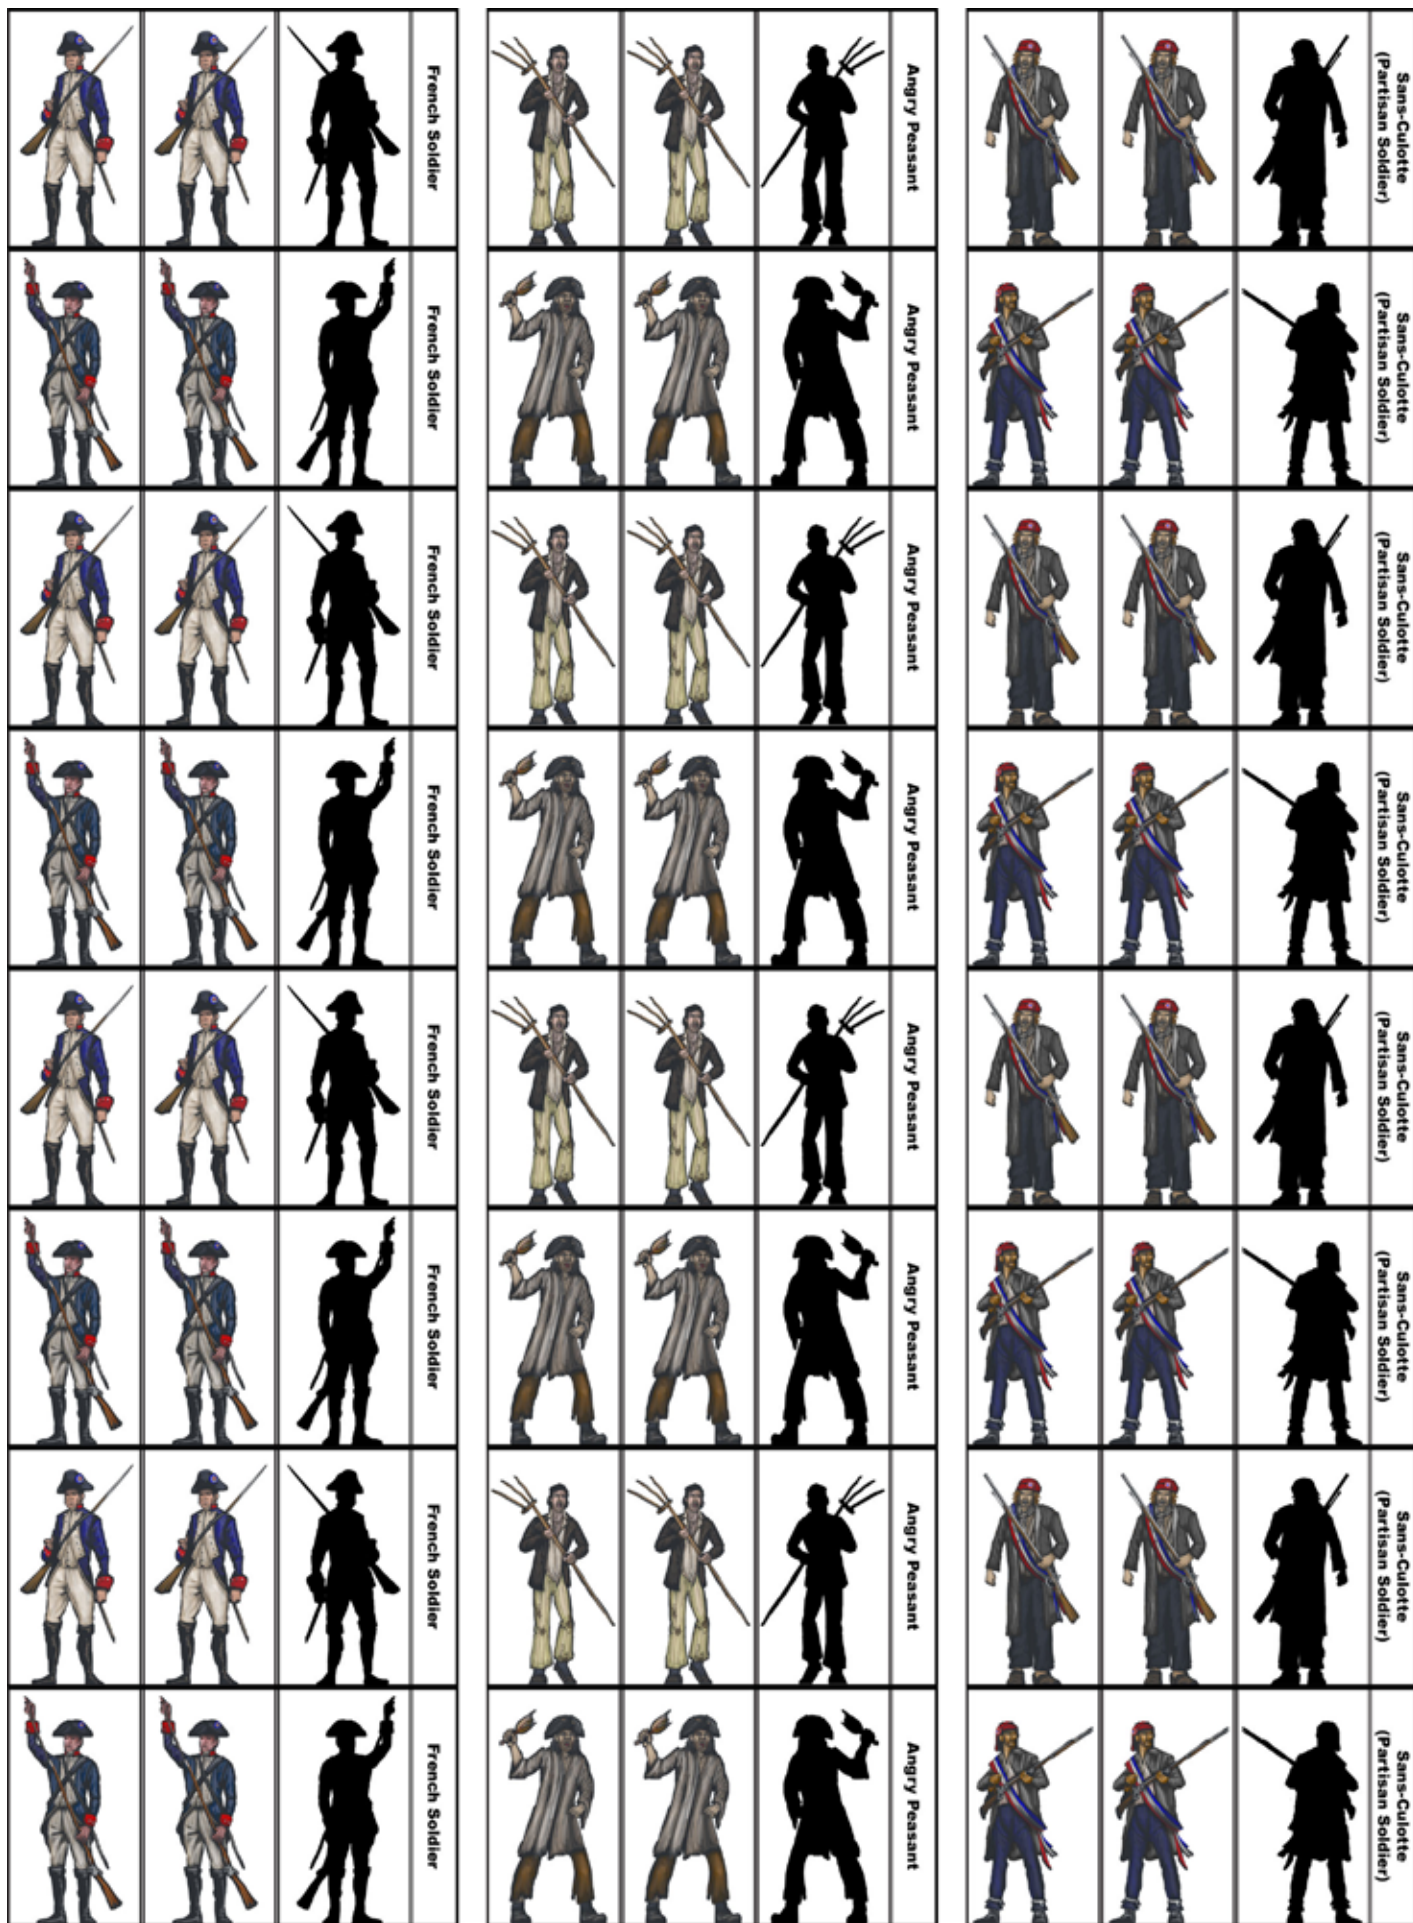 French Soldier
Angry Peasant
Sans-Culotte
(Partisan Soldier)
French Soldier
Angry Peasant
Sans-Culotte
(Partisan Soldier)
French Soldier
Angry Peasant
Sans-Culotte
(Partisan Soldier)
French Soldier
Angry Peasant
Sans-Culotte
(Partisan Soldier)
French Soldier
Angry Peasant
Sans-Culotte
(Partisan Soldier)
French Soldier
Angry Peasant
Sans-Culotte
(Partisan Soldier)
French Soldier
Angry Peasant
Sans-Culotte
(Partisan Soldier)
French Soldier
Angry Peasant
Sans-Culotte
(Partisan Soldier)